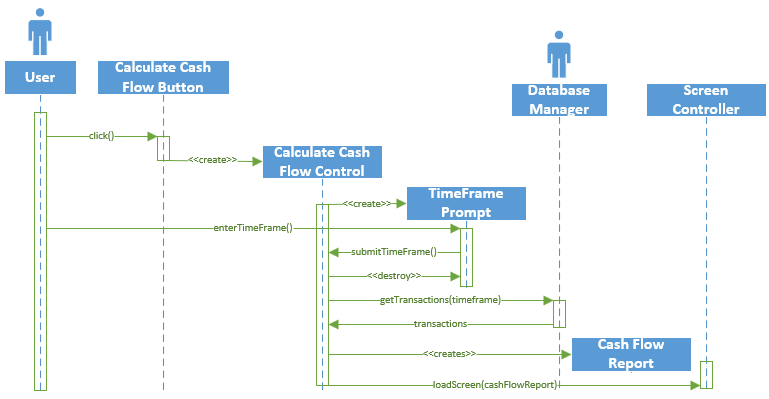 User
Calculate Cash
Flow Button
Database
Manager
Screen
Controller
click()
<<create>>
Calculate Cash
Flow Control
<<create>>
TimeFrame
Prompt
enterTimeFrame()
submitTimeFrame()
<<destroy>>
getTransactions(timeframe)
transactions
<<creates>>
Cash Flow
Report
loadScreen(cashFlowReport)